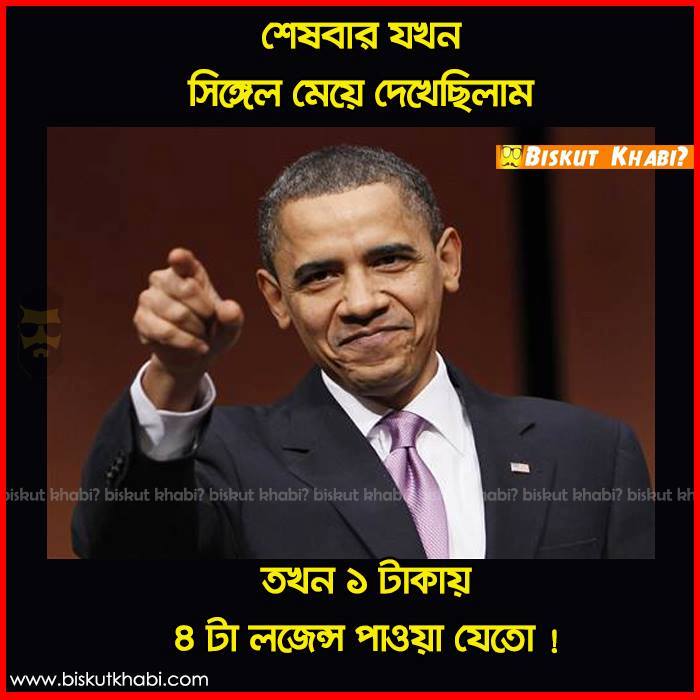 শেষবার যখন
সিঙ্গেল মেয়ে দেখেছিলাম
BISKUT KHABI?
biskut khabi? biskut khabi? biskut khabi? biskut khabi? biskut khabi? biskut khabi? biskut kh
তখন ১ টাকায়
৪ টা লজেন্স পাওয়া যেতো !
www.biskutkhabi.com